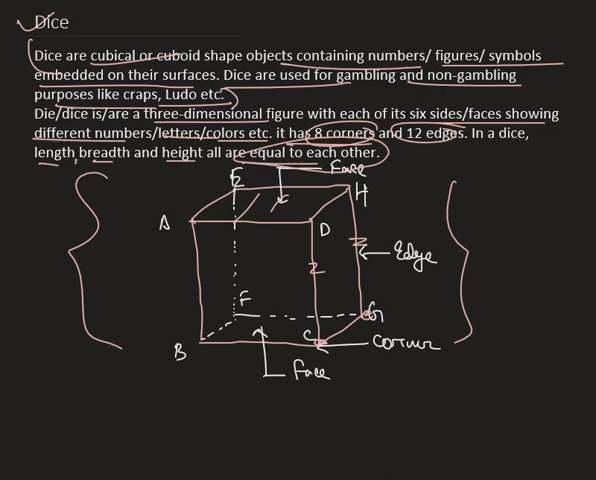 Dice
Dice are cubical or cuboid shape objects containing numbers/ figures/ symbols
embedded on their surfaces. Dice are used for gambling and non-gambling
purposes like craps, Ludo etc.
Die/dice is/are a three-dimensional figure with each of its six sides/faces showing
different numbers/letters/colors etc. it has 8 corners and 12 edges. In a dice,
length, breadth and height all are equal to each other.
Face
E
H
A
D
Edge
F
G
C
B
Corner
Face